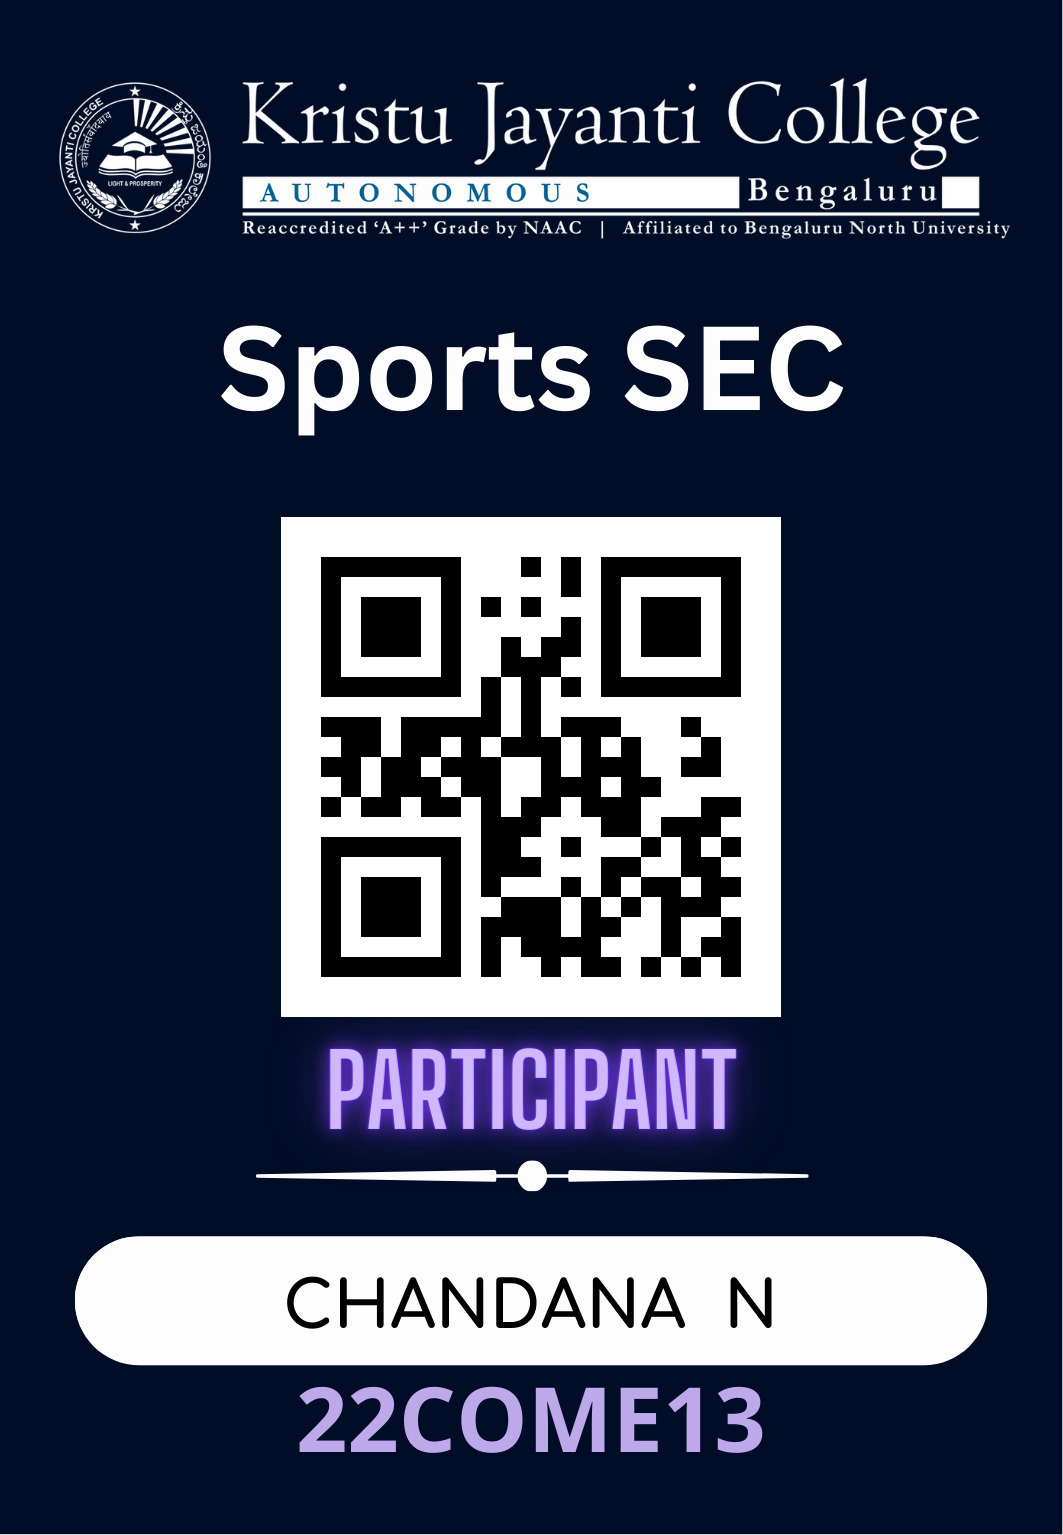 Kristu Jayanti College
AUTONOMOUS Bengaluru
Reaccredited ‘A++’ Grade by NAAC | Affiliated to Bengaluru North University
KRISTU JAYANTI COLLEGE
LIGHT & PROSPERITY
Sports SEC
PARTICIPANT
CHANDANA N
22COME13